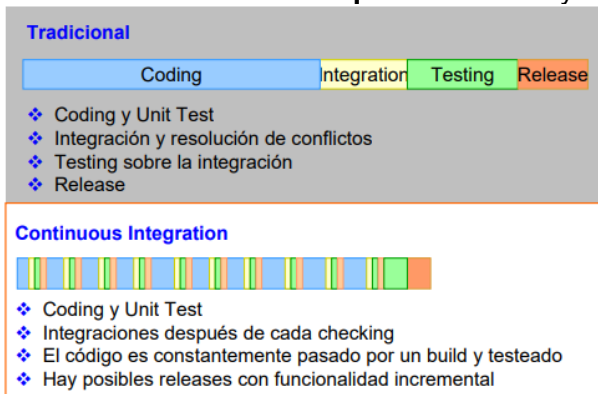 Tradicional
Coding Integration Testing Release
❖ Coding y Unit Test
❖ Integración y resolución de conflictos
❖ Testing sobre la integración
❖ Release
Continuous Integration
❖ Coding y Unit Test
❖ Integraciones después de cada checking
❖ El código es constantemente pasado por un build y testeado
❖ Hay posibles releases con funcionalidad incremental